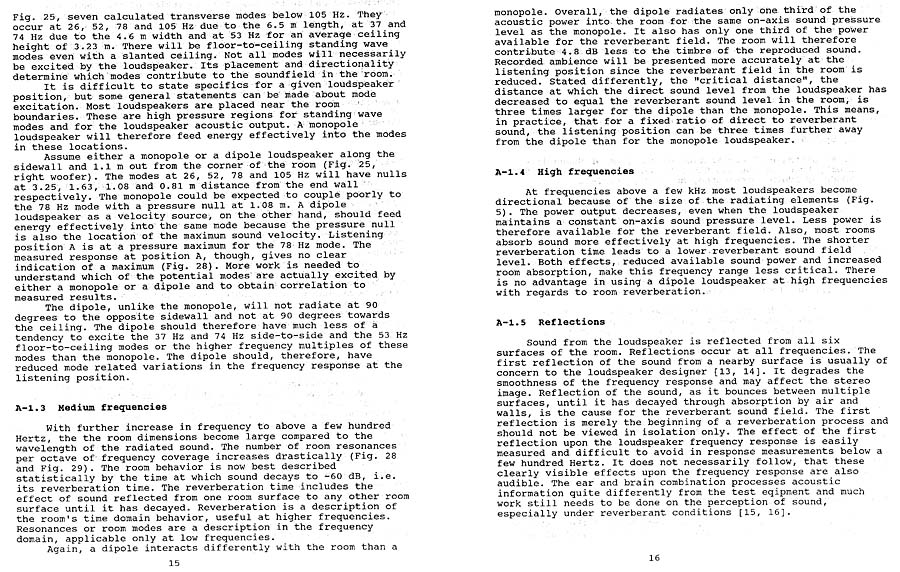 Fig. 25, seven calculated transverse modes below 105 Hz. They
occur at 26, 52, 78 and 105 Hz due to the 6.5 m length, at 37 and
74 Hz due to the 4.6 m width and at 53 Hz for an average ceiling
height of 3.23 m. There will be floor-to-ceiling standing wave
modes even with a slanted ceiling. Not all modes will necessarily
be excited by the loudspeaker. Its placement and directionality
determine which modes contribute to the soundfield in the room.
It is difficult to state specifics for a given loudspeaker
position, but some general statements can be made about mode
excitation. Most loudspeakers are placed near the room
boundaries. These are high pressure regions for standing wave
modes and for the loudspeaker acoustic output. A monopole
loudspeaker will therefore feed energy effectively into the modes
in these locations.
Assume either a monopole or a dipole loudspeaker along the
sidewall and 1.1 m out from the corner of the room (Fig. 25,
right woofer). The modes at 26, 52, 78 and 105 Hz will have nulls
at 3.25, 1.63, 1.08 and 0.81 m distance from the end wall
respectively. The monopole could be expected to couple poorly to
the 78 Hz mode with a pressure null at 1.08 m. A dipole
loudspeaker as a velocity source, on the other hand, should feed
energy effectively into the same mode because the pressure null
is also the location of the maximum sound velocity. Listening
position A is at a pressure maximum for the 78 Hz mode. The
measured response at position A, though, gives no clear
indication of a maximum (Fig. 28). More work is needed to
understand which of the potential modes are actually excited by
either a monopole or a dipole and to obtain correlation to
measured results.
The dipole, unlike the monopole, will not radiate at 90
degrees to the opposite sidewall and not at 90 degrees towards
the ceiling. The dipole should therefore have much less of a
tendency to excite the 37 Hz and 74 Hz side-to-side and the 53 Hz
floor-to-ceiling modes or the higher frequency multiples of these
modes than the monopole. The dipole should, therefore, have
reduced mode related variations in the frequency response at the
listening position.
A-1.3 Medium frequencies
With further increase in frequency to above a few hundred
Hertz, the the room dimensions become large compared to the
wavelength of the radiated sound. The number of room resonances
per octave of frequency coverage increases drastically (Fig. 28
and Fig. 29). The room behavior is now best described
statistically by the time at which sound decays to -60 dB, i.e.
its reverberation time. The reverberation time includes the
effect of sound reflected from one room surface to any other room
surface until it has decayed. Reverberation is a description of
the room's time domain behavior, useful at higher frequencies.
Resonances or room modes are a description in the frequency
domain, applicable only at low frequencies.
Again, a dipole interacts differently with the room than a
15
monopole. Overall, the dipole radiates only one third of the
acoustic power into the room for the same on-axis sound pressure
level as the monopole. It also has only one third of the power
available for the reverberant field. The room will therefore
contribute 4.8 dB less to the timbre of the reproduced sound.
Recorded ambience will be presented more accurately at the
listening position since the reverberant field in the room is
reduced. Stated differently, the "critical distance", the
distance at which the direct sound level from the loudspeaker has
decreased to equal the reverberant sound level in the room, is
three times larger for the dipole than the monopole. This means,
in practice, that for a fixed ratio of direct to reverberant
sound, the listening position can be three times further away
from the dipole than for the monopole loudspeaker.
A-1.4 High frequencies
At frequencies above a few kHz most loudspeakers become
directional because of the size of the radiating elements (Fig.
5). The power output decreases, even when the loudspeaker
maintains a constant on-axis sound pressure level. Less power is
therefore available for the reverberant field. Also, most rooms
absorb sound more effectively at high frequencies. The shorter
reverberation time leads to a lower reverberant sound field
level. Both effects, reduced available sound power and increased
room absorption, make this frequency range less critical. There
is no advantage in using a dipole loudspeaker at high frequencies
with regards to room reverberation.
A-1.5 Reflections
Sound from the loudspeaker is reflected from all six
surfaces of the room. Reflections occur at all frequencies. The
first reflection of the sound from a nearby surface is usually of
concern to the loudspeaker designer [13, 14]. It degrades the
smoothness of the frequency response and may affect the stereo
image. Reflection of the sound, as it bounces between multiple
surfaces, until it has decayed through absorption by air and
walls, is the cause for the reverberant sound field. The first
reflection is merely the beginning of a reverberation process and
should not be viewed in isolation only. The effect of the first
reflection upon the loudspeaker frequency response is easily
measured and difficult to avoid in response measurements below a
few hundred Hertz. It does not necessarily follow, that these
clearly visible effects upon the frequency response are also
audible. The ear and brain combination processes acoustic
information quite differently from the test eqipment and much
work still needs to be done on the perception of sound,
especially under reverberant conditions [15, 16].
16